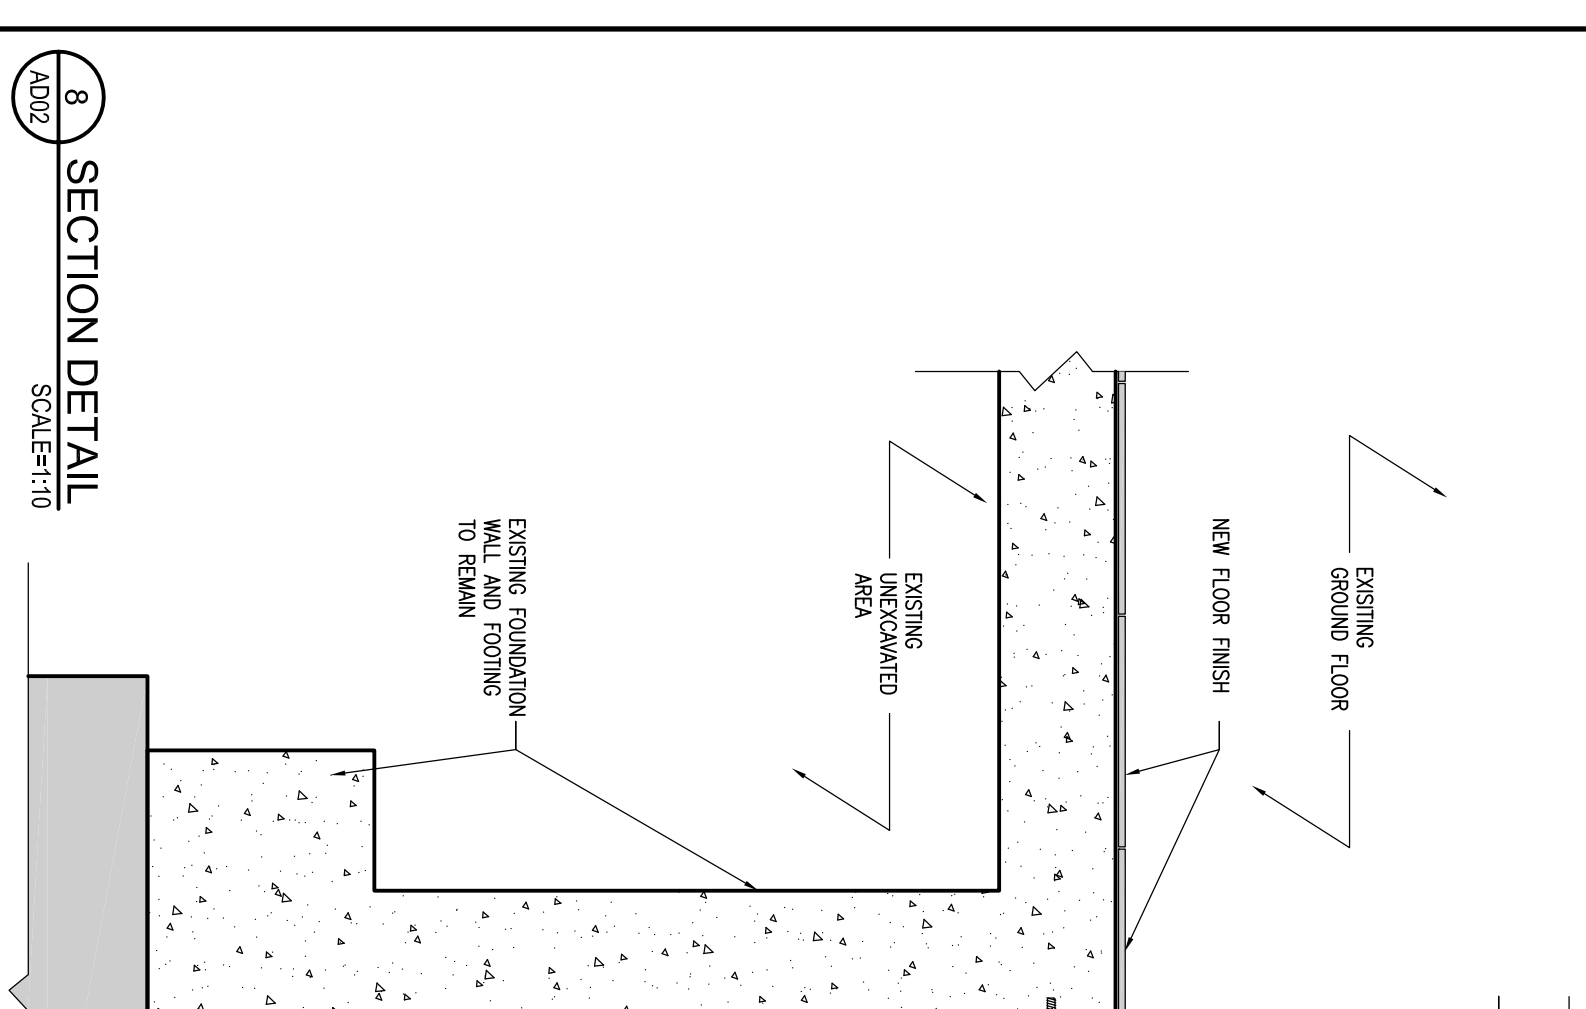 EXISITING
GROUND FLOOR
NEW FLOOR FINISH
EXISTING
UNEXCAVATED
AREA
EXISTING FOUNDATION
WALL AND FOOTING
TO REMAIN
8
AD02
SECTION DETAIL
SCALE=1:10